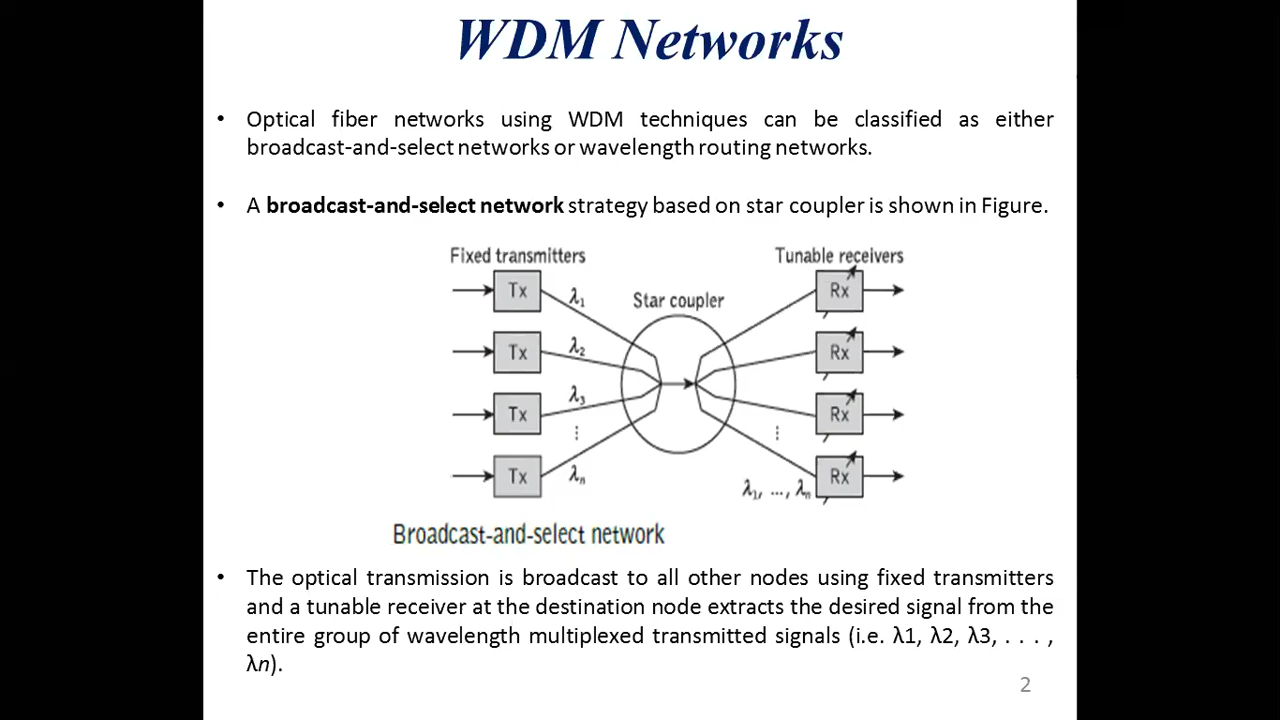 WDM Networks
• Optical fiber networks using WDM techniques can be classified as either
broadcast-and-select networks or wavelength routing networks.
• A broadcast-and-select network strategy based on star coupler is shown in Figure.
Fixed transmitters
Tunable receivers
Star coupler
Tx λ1
Tx λ2
Tx λ3
⋮
Tx λn
Rx
Rx
Rx
⋮
λ1, ..., λn Rx
Broadcast-and-select network
• The optical transmission is broadcast to all other nodes using fixed transmitters
and a tunable receiver at the destination node extracts the desired signal from the
entire group of wavelength multiplexed transmitted signals (i.e. λ1, λ2, λ3, . . . ,
λn).
2